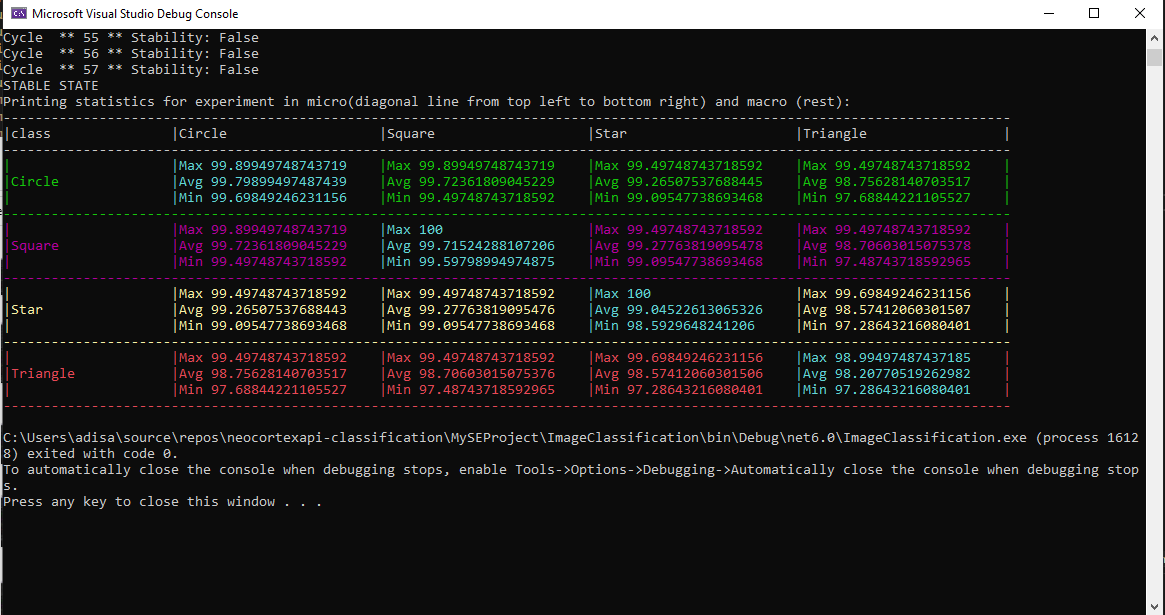 Microsoft Visual Studio Debug Console
Cycle  ** 55 ** Stability: False
Cycle  ** 56 ** Stability: False
Cycle  ** 57 ** Stability: False
STABLE STATE
Printing statistics for experiment in micro(diagonal line from top left to bottom right) and macro (rest):
|class |Circle |Square |Star |Triangle |
| |Max 99.89949748743719 |Max 99.89949748743719 |Max 99.49748743718592 |Max 99.49748743718592 |
|Circle |Avg 99.79899497487439 |Avg 99.72361809045229 |Avg 99.26507537688445 |Avg 98.75628140703517 |
| |Min 99.69849246231156 |Min 99.49748743718592 |Min 99.09547738693468 |Min 97.68844221105527 |
| |Max 99.89949748743719 |Max 100 |Max 99.49748743718592 |Max 99.49748743718592 |
|Square |Avg 99.72361809045229 |Avg 99.71524288107206 |Avg 99.27763819095478 |Avg 98.70603015075378 |
| |Min 99.49748743718592 |Min 99.59798994974875 |Min 99.09547738693468 |Min 97.48743718592965 |
| |Max 99.49748743718592 |Max 99.49748743718592 |Max 100 |Max 99.69849246231156 |
|Star |Avg 99.26507537688443 |Avg 99.27763819095476 |Avg 99.04522613065326 |Avg 98.57412060301507 |
| |Min 99.09547738693468 |Min 99.09547738693468 |Min 98.5929648241206 |Min 97.28643216080401 |
| |Max 99.49748743718592 |Max 99.49748743718592 |Max 99.69849246231156 |Max 98.99497487437185 |
|Triangle |Avg 98.75628140703517 |Avg 98.70603015075376 |Avg 98.57412060301506 |Avg 98.20770519262982 |
| |Min 97.68844221105527 |Min 97.48743718592965 |Min 97.28643216080401 |Min 97.28643216080401 |
C:\Users\adisa\source\repos\neocortexapi-classification\MySEProject\ImageClassification\bin\Debug\net6.0\ImageClassification.exe (process 1612
8) exited with code 0.
To automatically close the console when debugging stops, enable Tools->Options->Debugging->Automatically close the console when debugging stop
s.
Press any key to close this window . . .